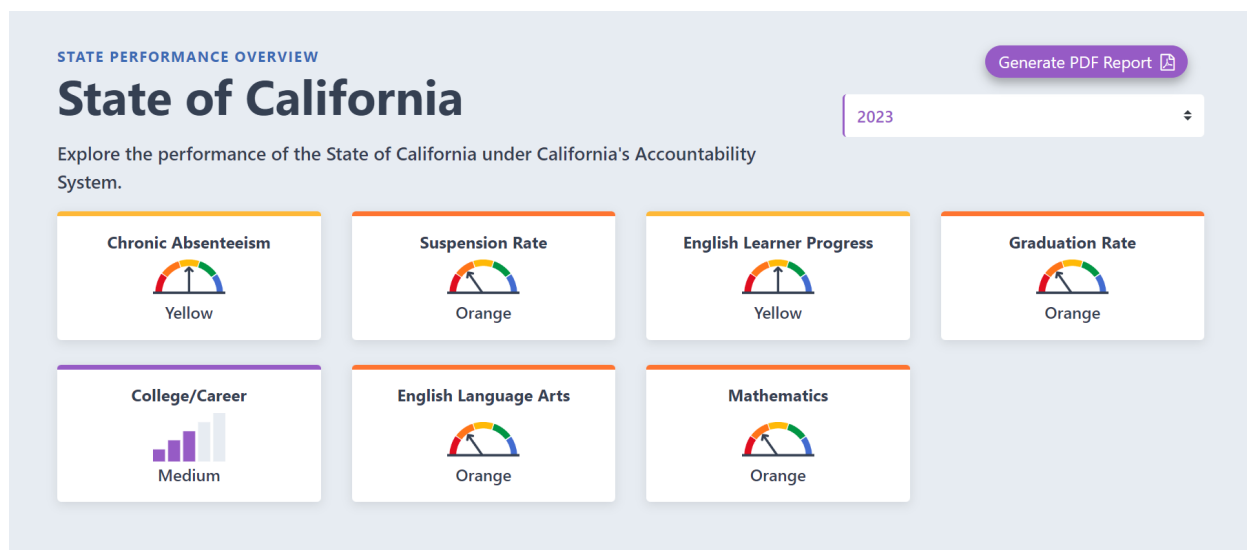 STATE PERFORMANCE OVERVIEW
State of California
Generate PDF Report
2023
Explore the performance of the State of California under California's Accountability
System.
Chronic Absenteeism
Yellow
Suspension Rate
Orange
English Learner Progress
Yellow
Graduation Rate
Orange
College/Career
Medium
English Language Arts
Orange
Mathematics
Orange